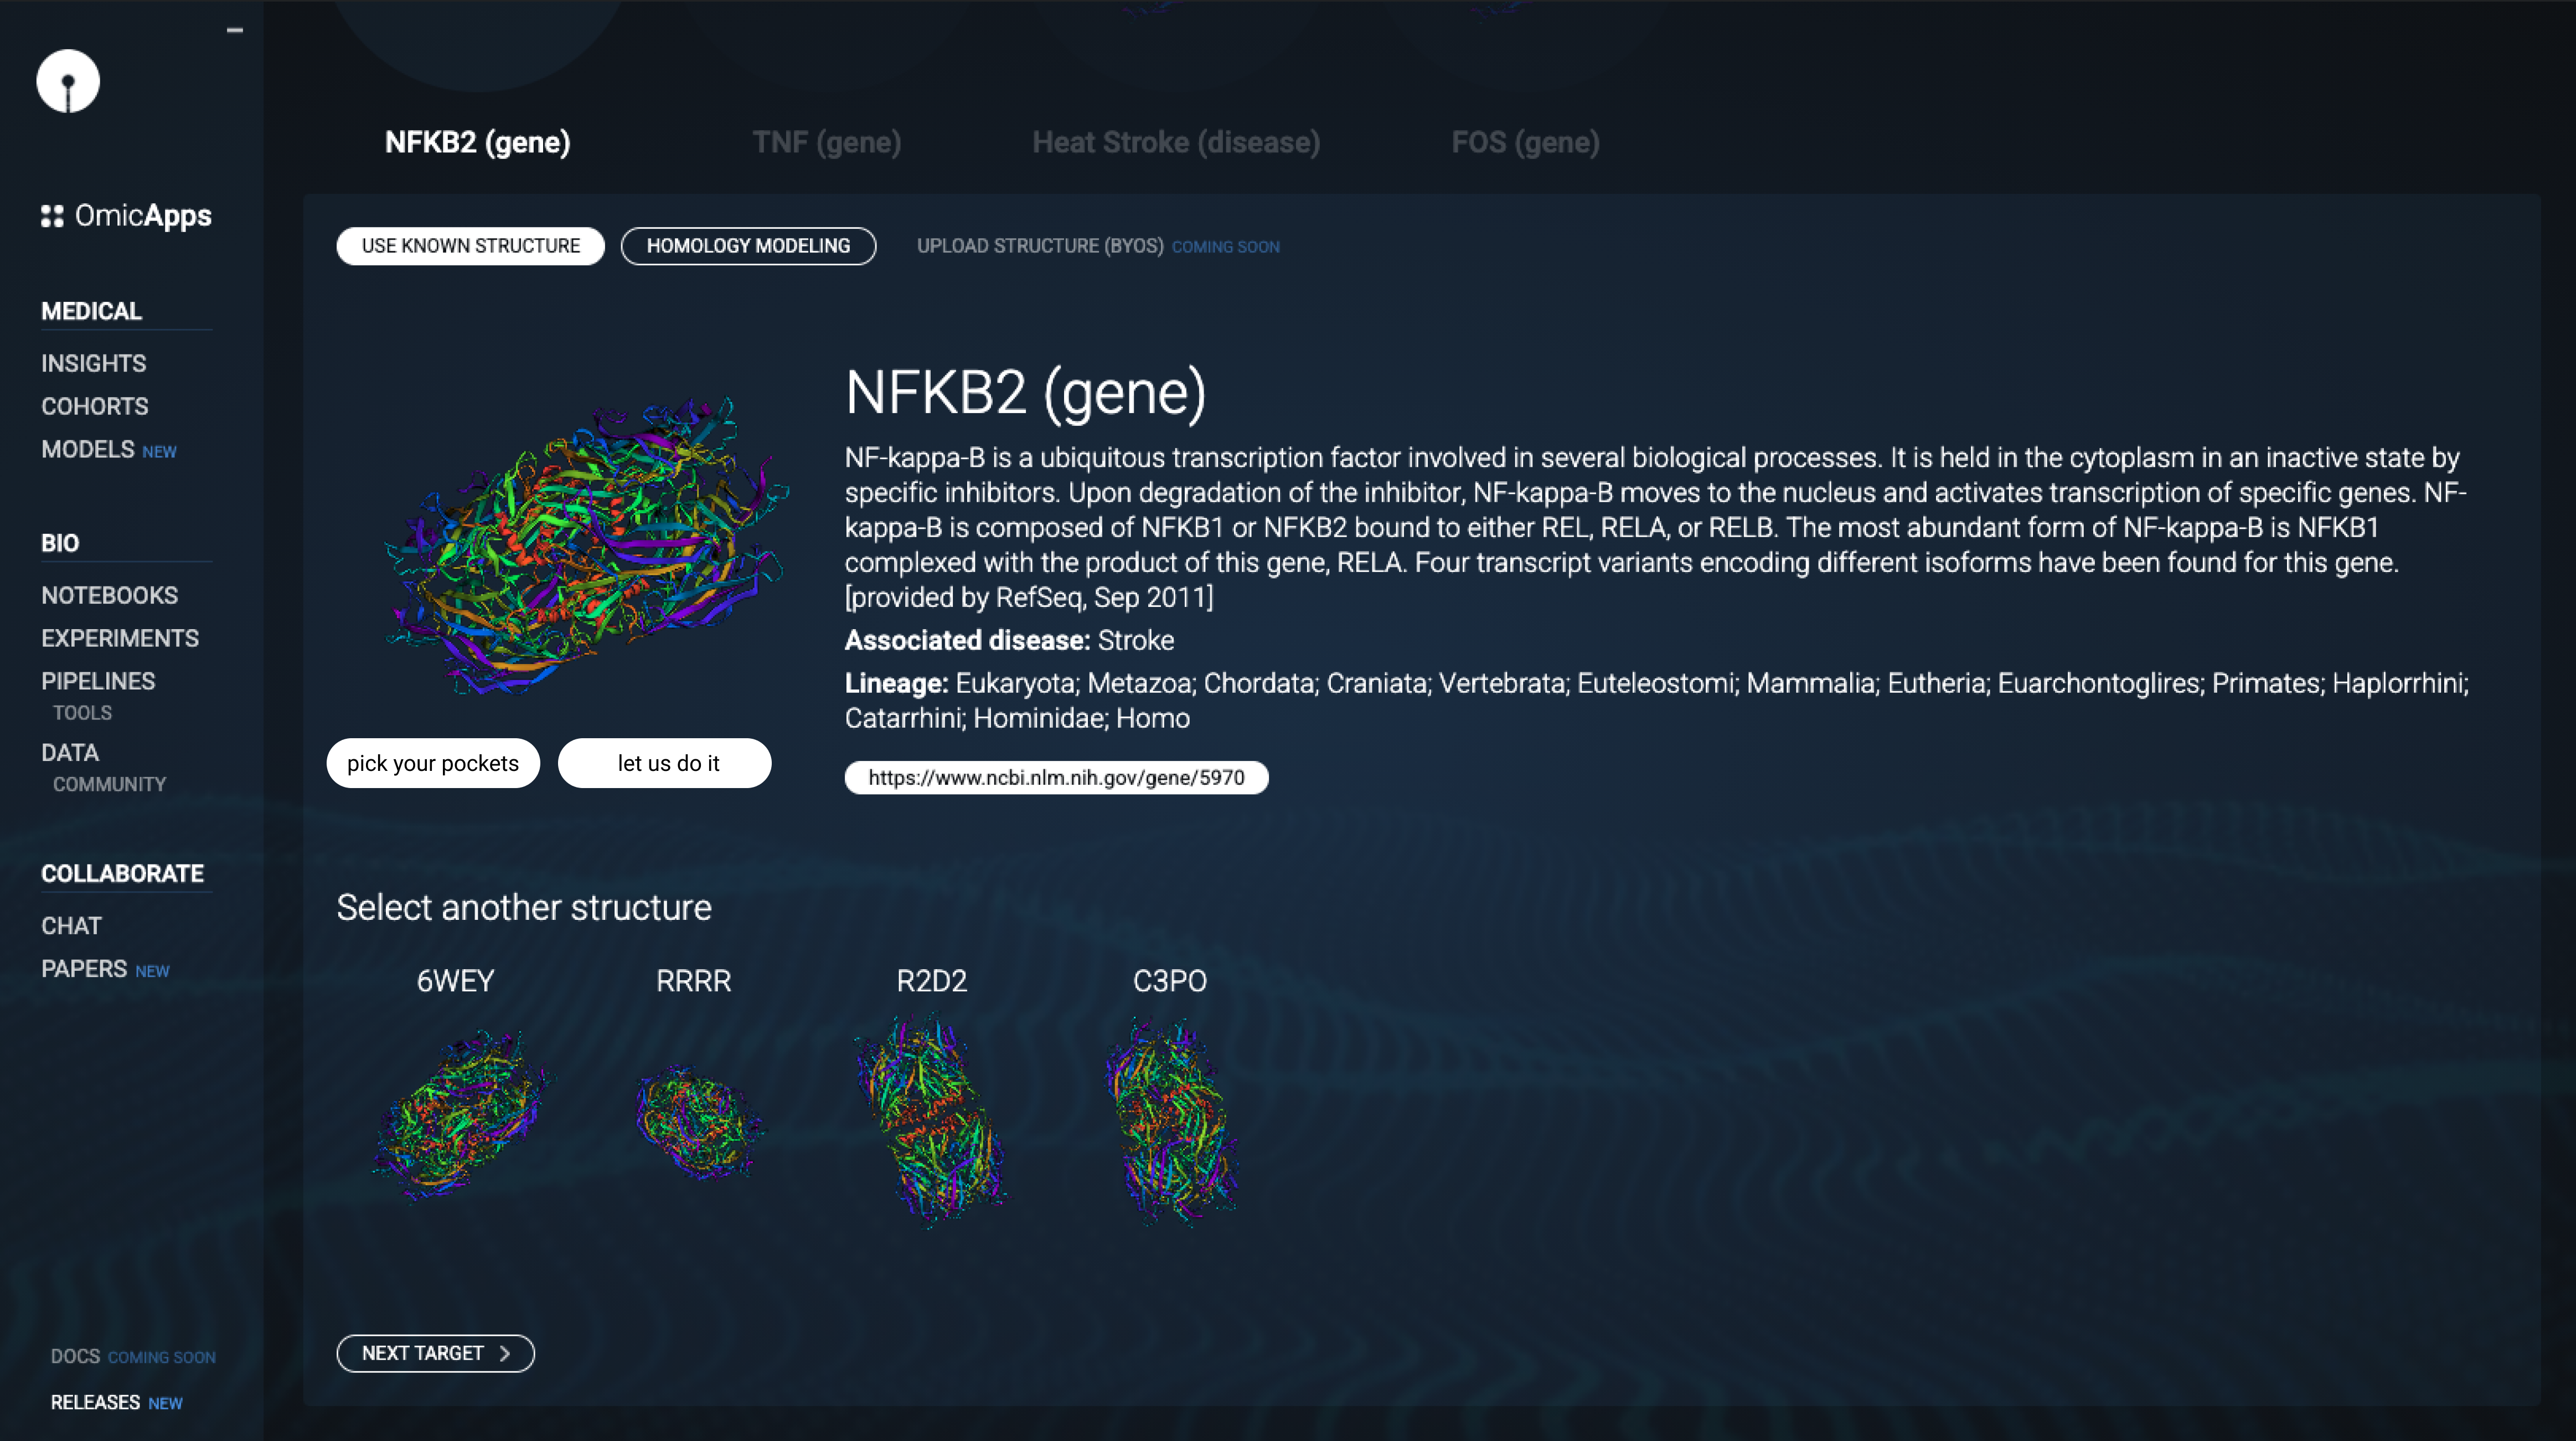 OmicApps
MEDICAL
INSIGHTS
COHORTS
MODELS NEW
BIO
NOTEBOOKS
EXPERIMENTS
PIPELINES
TOOLS
DATA
COMMUNITY
COLLABORATE
CHAT
PAPERS NEW
DOCS COMING SOON
RELEASES NEW
NFKB2 (gene)
TNF (gene)
Heat Stroke (disease)
FOS (gene)
USE KNOWN STRUCTURE
HOMOLOGY MODELING
UPLOAD STRUCTURE (BYOS) COMING SOON
NFKB2 (gene)
NF-kappa-B is a ubiquitous transcription factor involved in several biological processes. It is held in the cytoplasm in an inactive state by
specific inhibitors. Upon degradation of the inhibitor, NF-kappa-B moves to the nucleus and activates transcription of specific genes. NF-
kappa-B is composed of NFKB1 or NFKB2 bound to either REL, RELA, or RELB. The most abundant form of NF-kappa-B is NFKB1
complexed with the product of this gene, RELA. Four transcript variants encoding different isoforms have been found for this gene.
[provided by RefSeq, Sep 2011]
Associated disease: Stroke
Lineage: Eukaryota; Metazoa; Chordata; Craniata; Vertebrata; Euteleostomi; Mammalia; Eutheria; Euarchontoglires; Primates; Haplorrhini;
Catarrhini; Hominidae; Homo
pick your pockets
let us do it
https://www.ncbi.nlm.nih.gov/gene/5970
Select another structure
6WEY
RRRR
R2D2
C3PO
NEXT TARGET